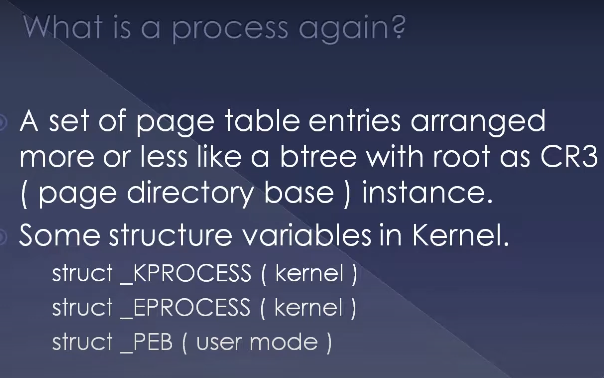 What is a process again?
A set of page table entries arranged
more or less like a btree with root as CR3
( page directory base ) instance.
Some structure variables in Kernel.
struct _KPROCESS ( kernel )
struct _EPROCESS ( kernel )
struct _PEB ( user mode )